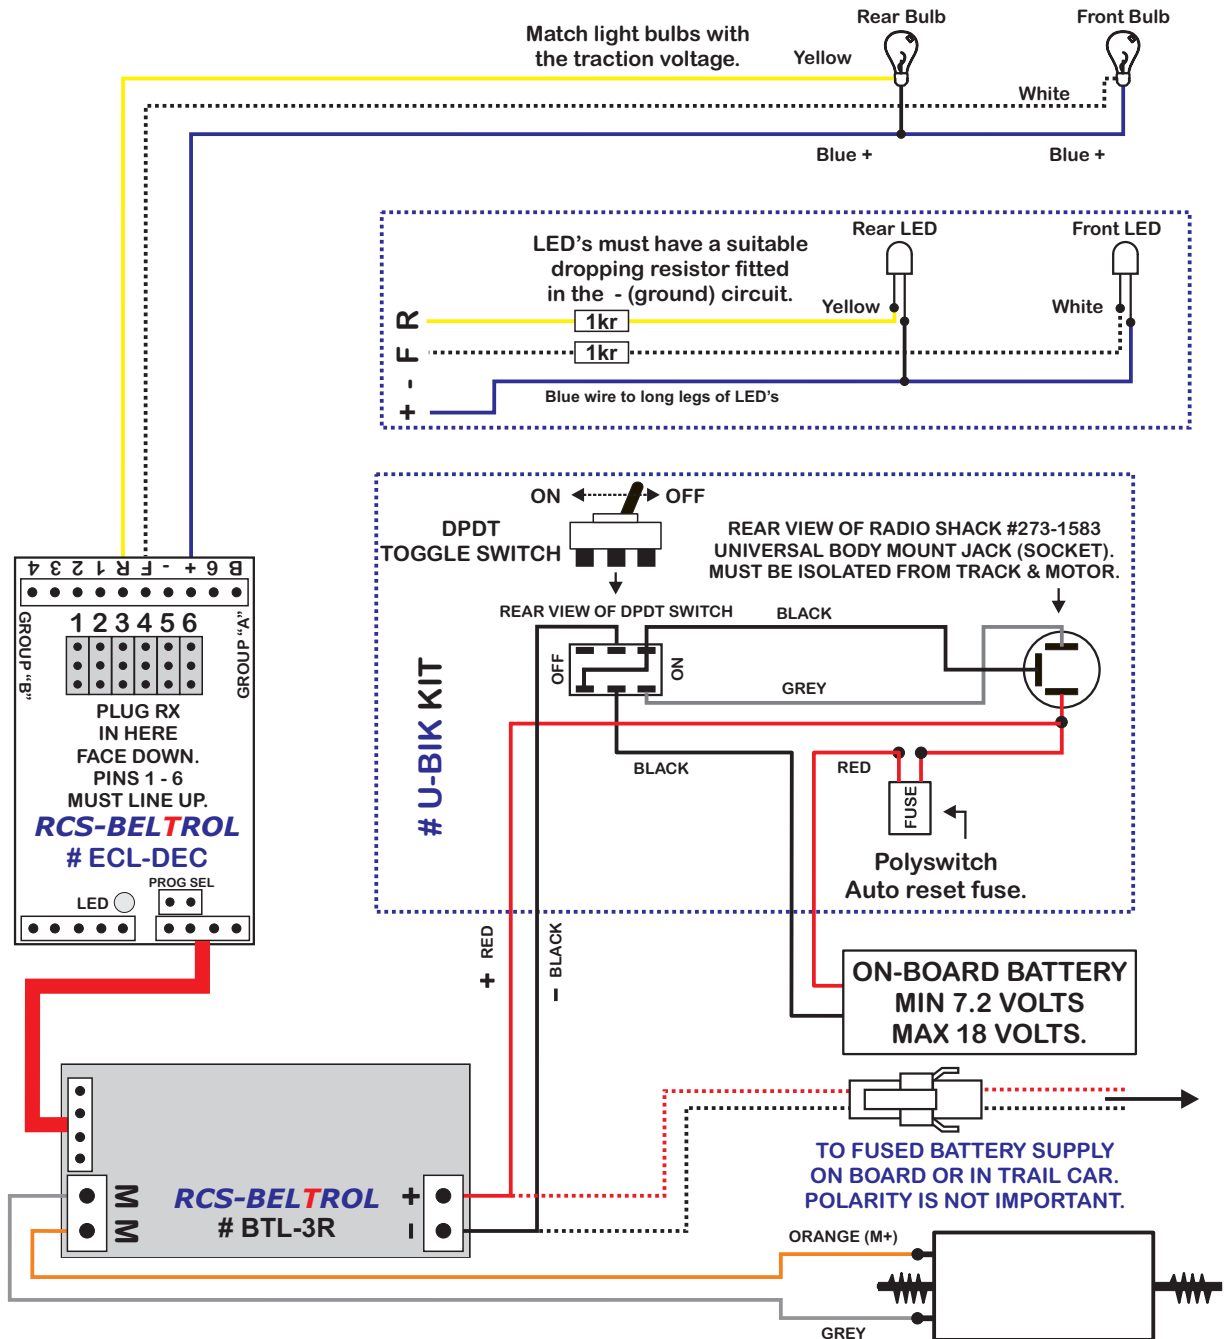 Rear Bulb
Front Bulb
Match light bulbs with
the traction voltage.
Yellow
White
Blue +
Blue +
LED's must have a suitable
dropping resistor fitted
in the - (ground) circuit.
Rear LED
Front LED
Yellow
White
R
1kr
F
1kr
-
+
Blue wire to long legs of LED's
ON
OFF
DPDT
TOGGLE SWITCH
REAR VIEW OF RADIO SHACK #273-1583
UNIVERSAL BODY MOUNT JACK (SOCKET).
MUST BE ISOLATED FROM TRACK & MOTOR.
REAR VIEW OF DPDT SWITCH
BLACK
OFF
ON
GREY
# U-BIK KIT
BLACK
RED
FUSE
Polyswitch
Auto reset fuse.
4 3 2 1 R F - + 6 B
GROUP "B"
GROUP "A"
1 2 3 4 5 6
PLUG RX
IN HERE
FACE DOWN.
PINS 1 - 6
MUST LINE UP.
RCS-BELTROL
# ECL-DEC
PROG SEL
LED
+ RED
- BLACK
ON-BOARD BATTERY
MIN 7.2 VOLTS
MAX 18 VOLTS.
TO FUSED BATTERY SUPPLY
ON BOARD OR IN TRAIL CAR.
POLARITY IS NOT IMPORTANT.
M
M
RCS-BELTROL
# BTL-3R
+
-
ORANGE (M+)
GREY